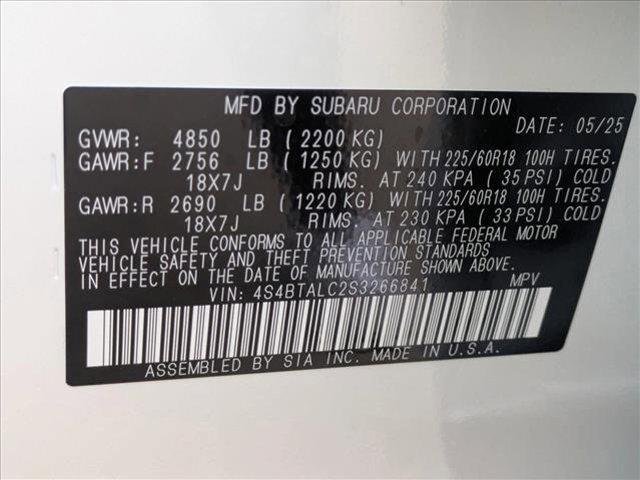 MFD BY SUBARU CORPORATION
DATE: 05/25
GVWR: 4850 LB (2200 KG)
GAWR:F 2756 LB (1250 KG) WITH 225/60R18 100H TIRES.
18X7J RIMS. AT 240 KPA (35 PSI) COLD
GAWR:R 2690 LB (1220 KG) WITH 225/60R18 100H TIRES.
18X7J RIMS. AT 230 KPA (33 PSI) COLD
THIS VEHICLE CONFORMS TO ALL APPLICABLE FEDERAL MOTOR
VEHICLE SAFETY AND THEFT PREVENTION STANDARDS
IN EFFECT ON THE DATE OF MANUFACTURE SHOWN ABOVE.
VIN: 4S4BTALC2S3266841 MPV
ASSEMBLED BY SIA INC. MADE IN U.S.A.